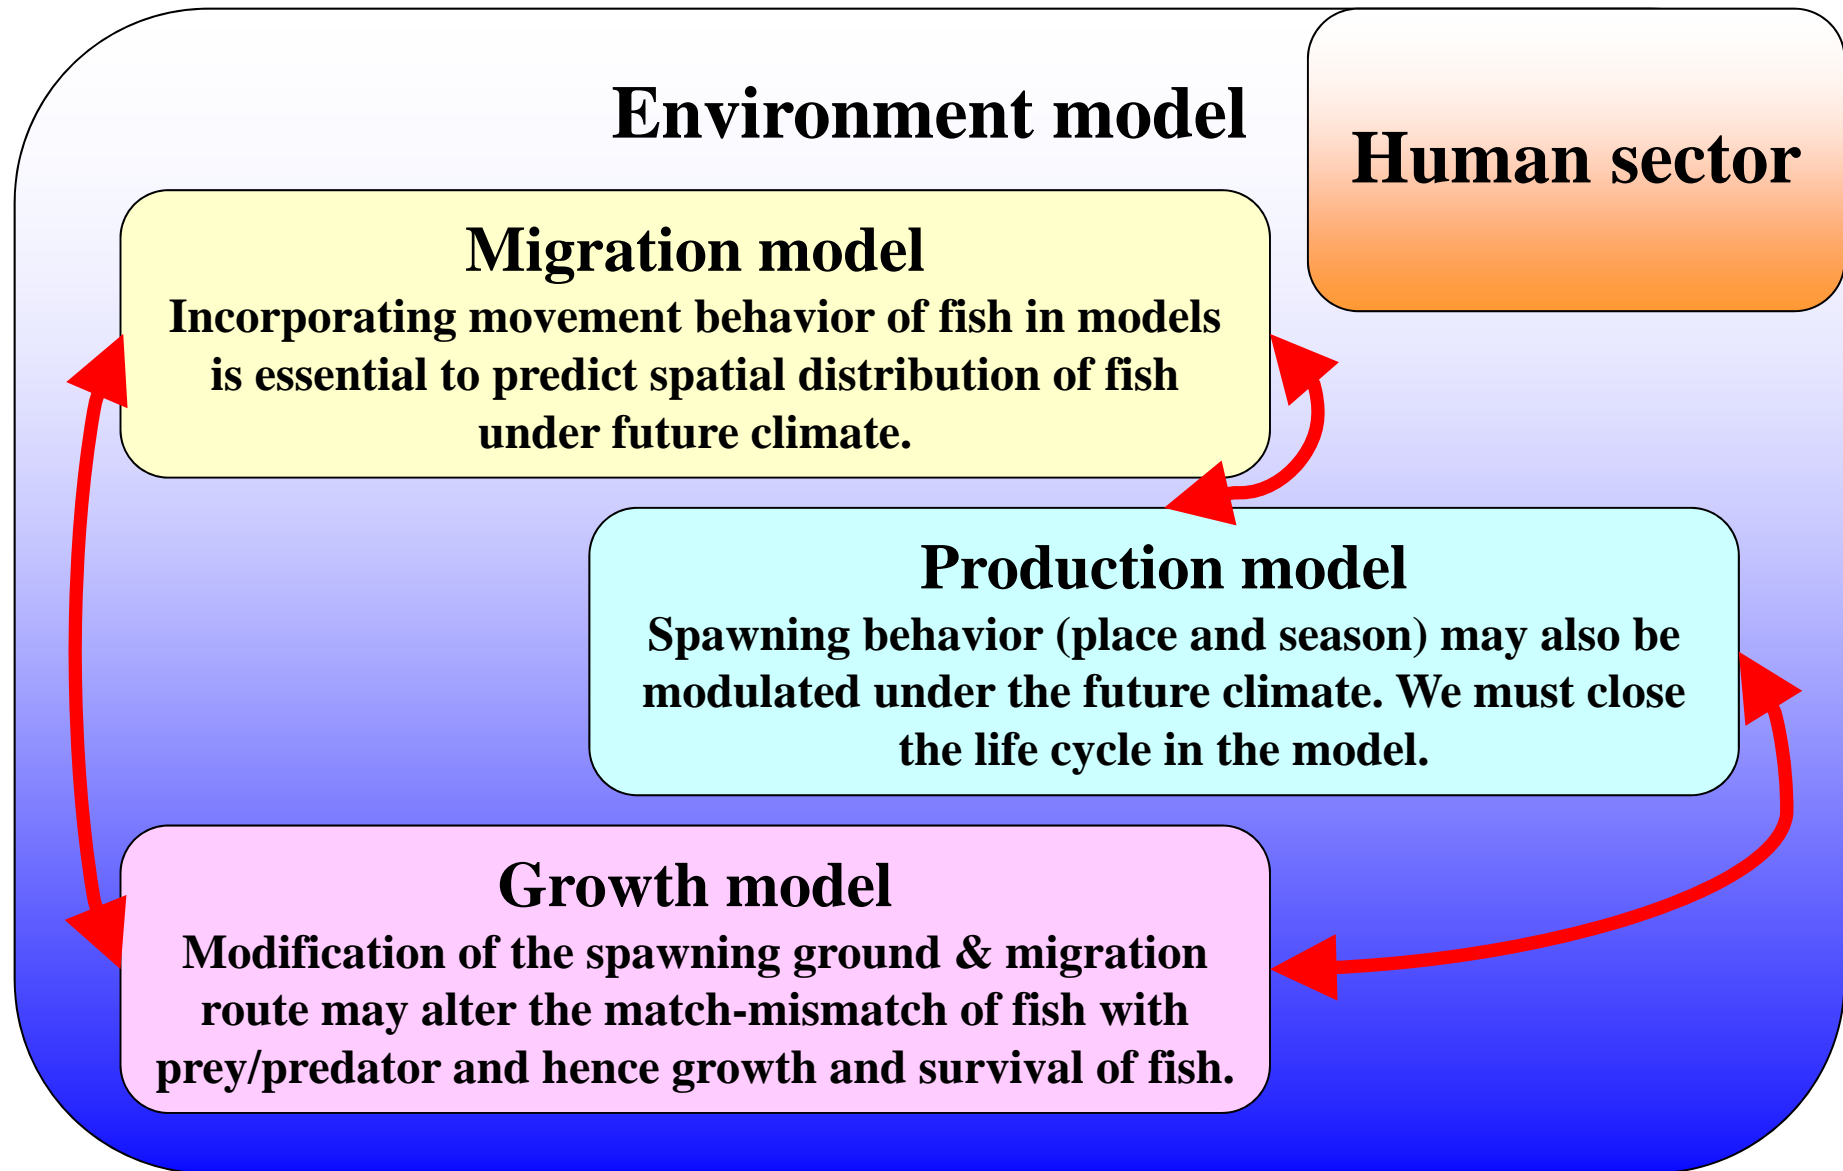 Environment model
Human sector
Migration model
Incorporating movement behavior of fish in models
is essential to predict spatial distribution of fish
under future climate.
Production model
Spawning behavior (place and season) may also be
modulated under the future climate. We must close
the life cycle in the model.
Growth model
Modification of the spawning ground & migration
route may alter the match-mismatch of fish with
prey/predator and hence growth and survival of fish.